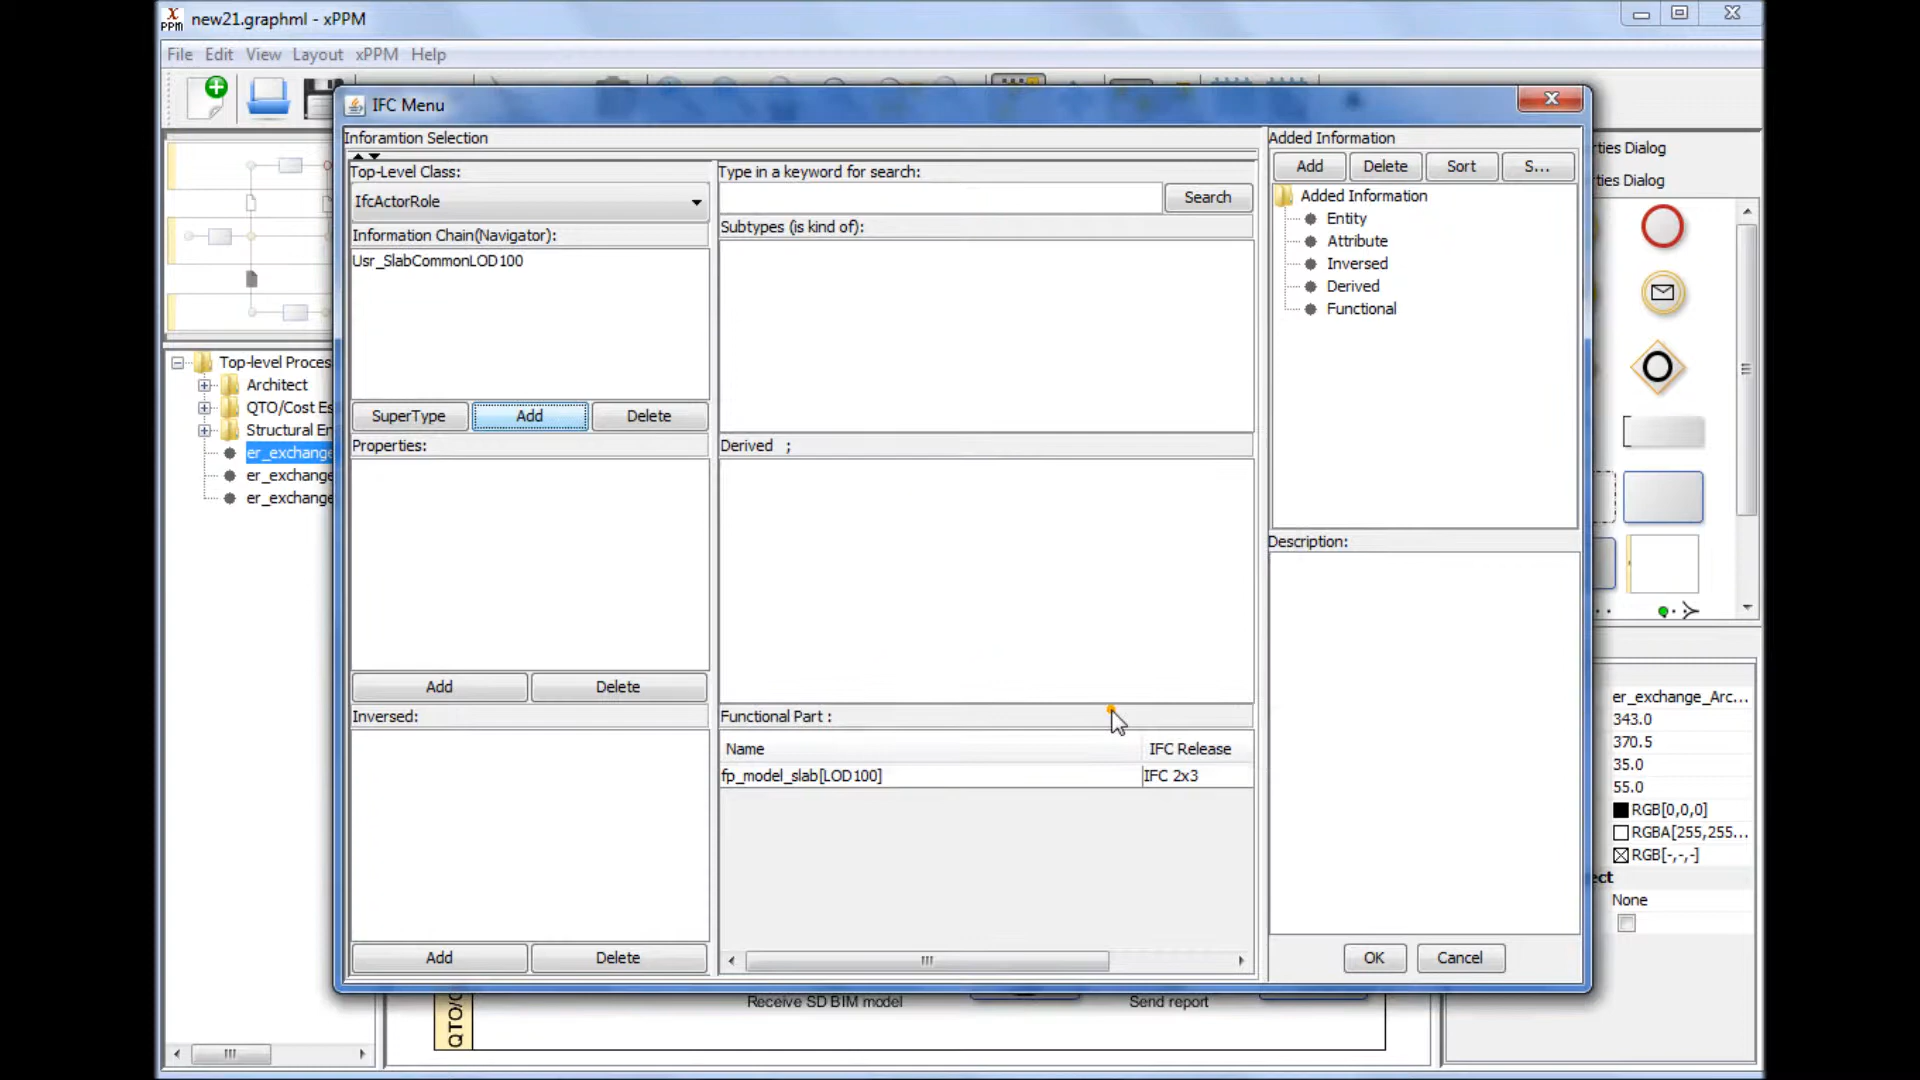 X
PPM
new21.graphml - xPPM
File Edit View Layout xPPM Help
IFC Menu
Inforamtion Selection
Top-Level Class:
IfcActorRole
Information Chain(Navigator):
Usr_SlabCommonLOD100
SuperType Add Delete
Properties:
Add Delete
Inversed:
Add Delete
Type in a keyword for search:
Search
Subtypes (is kind of):
Derived ;
Functional Part :
Name IFC Release
fp_model_slab[LOD100] IFC 2x3
Added Information
Add Delete Sort S...
Added Information
Entity
Attribute
Inversed
Derived
Functional
Description:
OK Cancel
Top-level Proces
Architect
QTO/Cost Es
Structural En
er_exchange
er_exchange
er_exchange
rties Dialog
rties Dialog
er_exchange_Arc...
343.0
370.5
35.0
55.0
RGB[0,0,0]
RGBA[255,255...
RGB[-,-,-]
ect
None
QTO/C
Receive SD BIM model
Send report